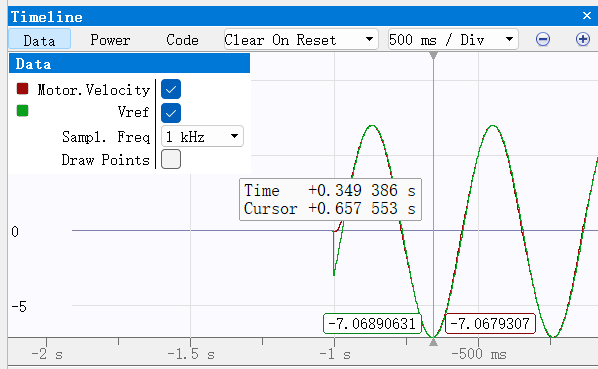 Timeline
Data Power Code Clear On Reset 500 ms / Div
Data
Motor.Velocity
Vref
Sampl. Freq 1 kHz
Draw Points
Time +0.349 386 s
Cursor +0.657 553 s
0
-5
-7.06890631 -7.0679307
-2 s -1.5 s -1 s -500 ms